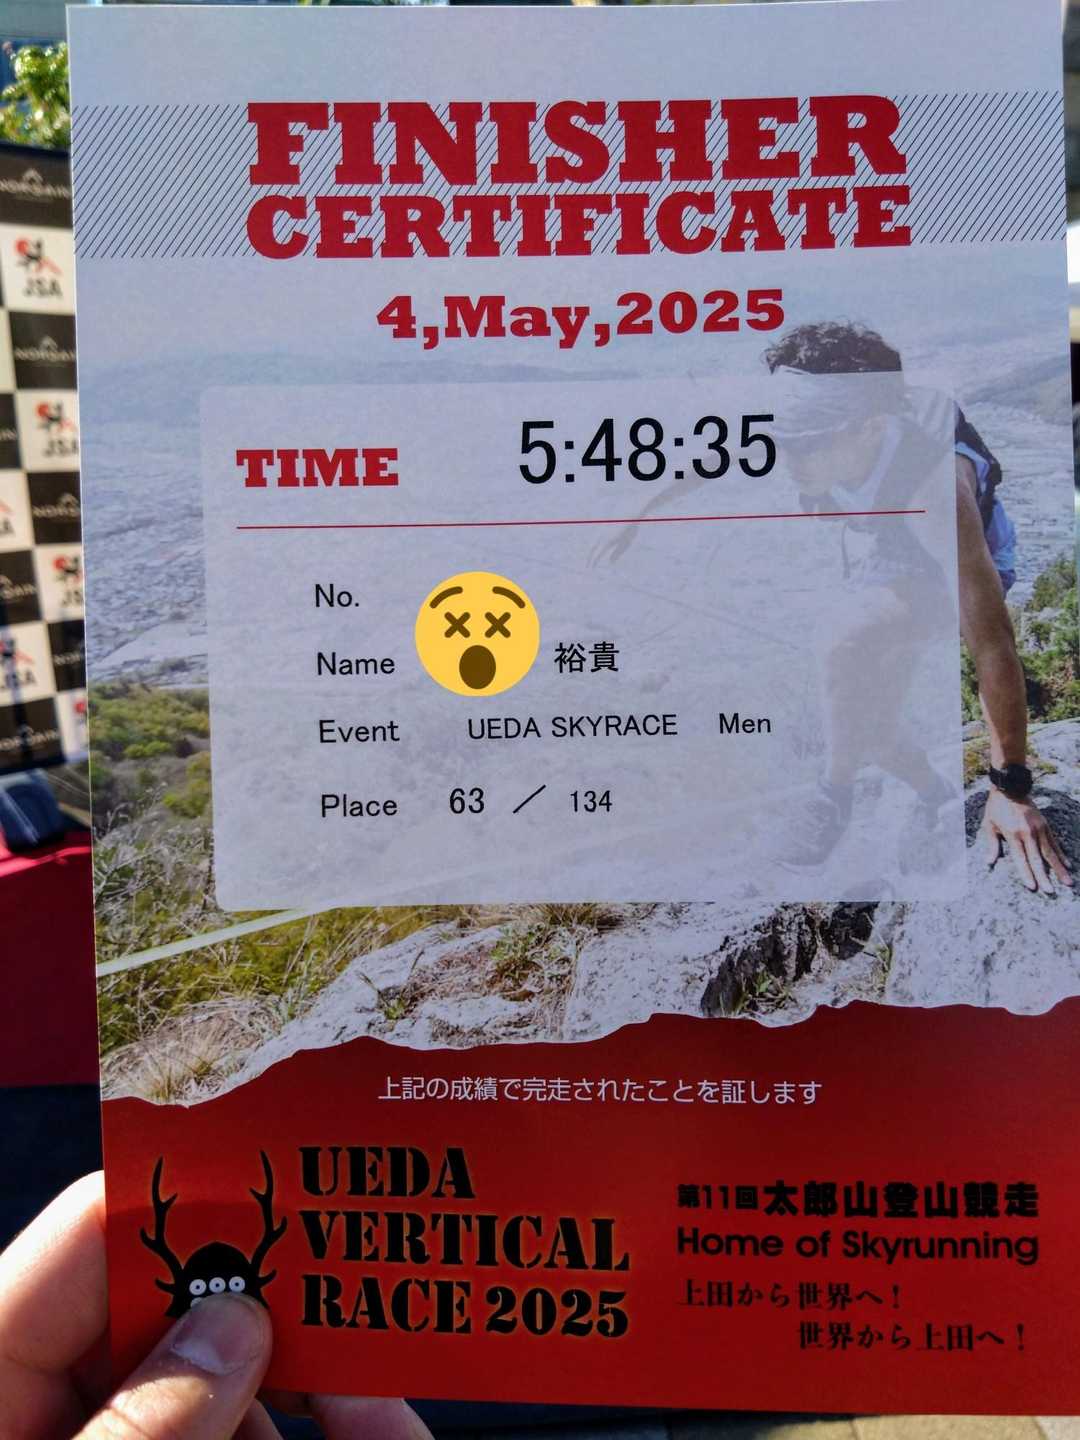 FINISHER
CERTIFICATE
4,May,2025
TIME 5:48:35
No.
Name 裕貴
Event UEDA SKYRACE Men
Place 63 / 134
上記の成績で完走されたことを証します
UEDA
VERTICAL
RACE 2025
第11回太郎山登山競走
Home of Skyrunning
上田から世界へ！
世界から上田へ！
JSA
JSA
JSA